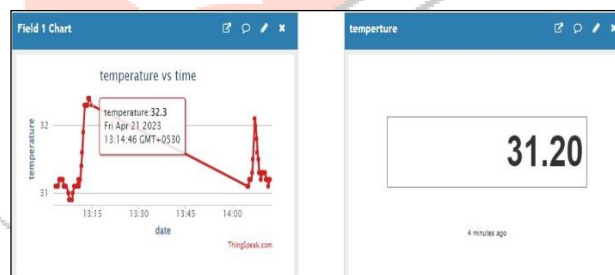 Field 1 Chart
temperature vs time
temperature:32.3
Fri Apr 21 2023
13:14:46 GMT+0530
temperature
32
31
13:15 13:30 13:45 14:00
date
ThingSpeak.com
temperture
31.20
4 minutes ago